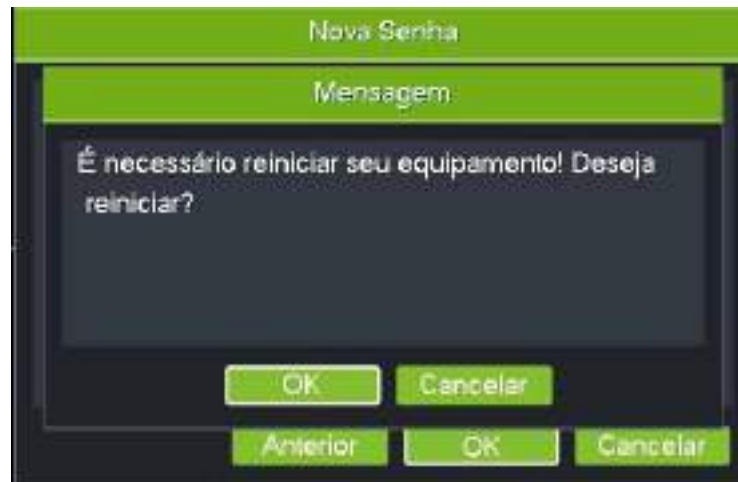 Nova Senha
Mensagem
É necessário reiniciar seu equipamento! Deseja
reiniciar?
OK Cancelar
Anterior OK Cancelar